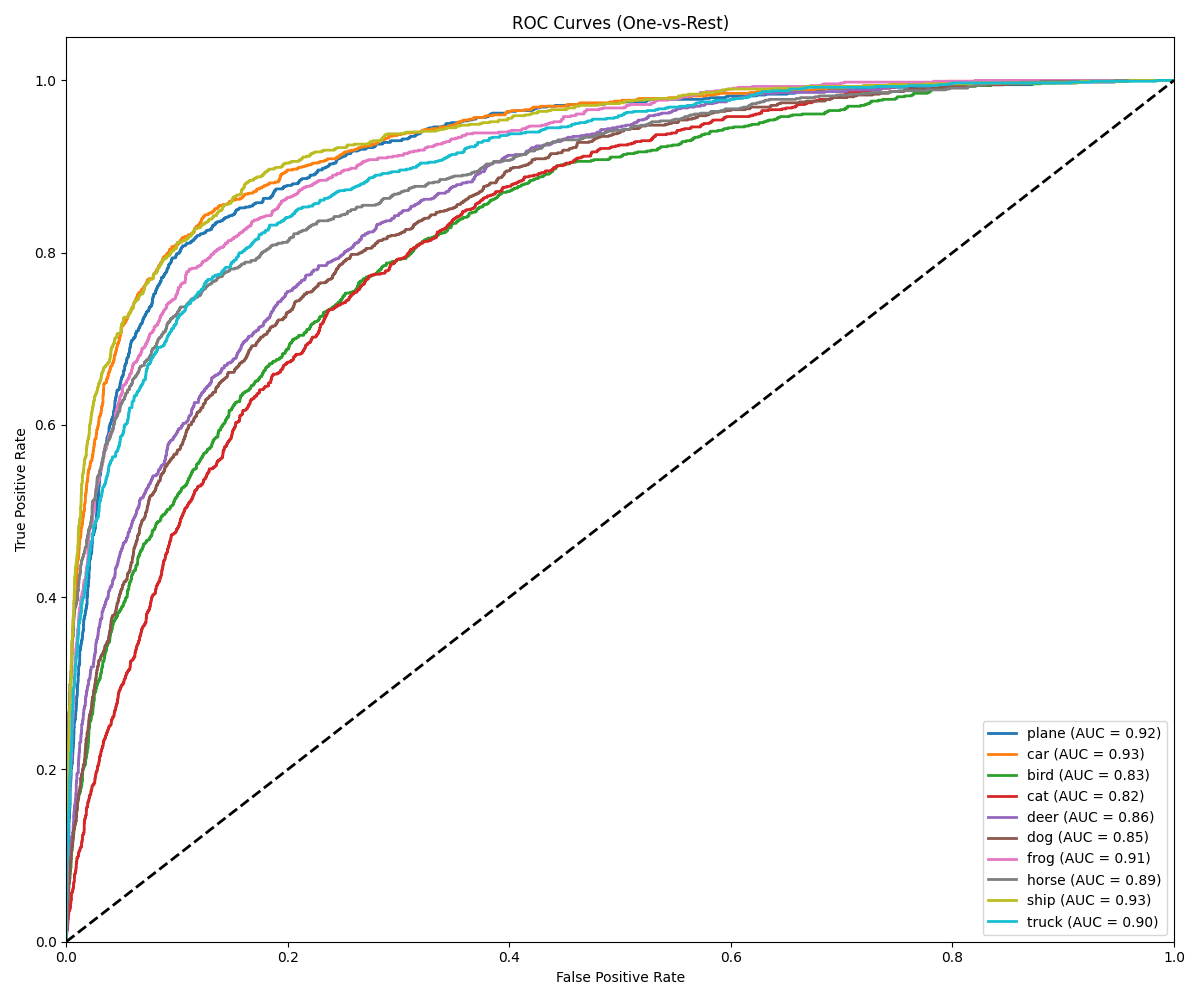 ROC Curves (One-vs-Rest)
True Positive Rate
1.0
0.8
0.6
0.4
0.2
0.0
plane (AUC = 0.92)
car (AUC = 0.93)
bird (AUC = 0.83)
cat (AUC = 0.82)
deer (AUC = 0.86)
dog (AUC = 0.85)
frog (AUC = 0.91)
horse (AUC = 0.89)
ship (AUC = 0.93)
truck (AUC = 0.90)
0.0 0.2 0.4 0.6 0.8 1.0
False Positive Rate